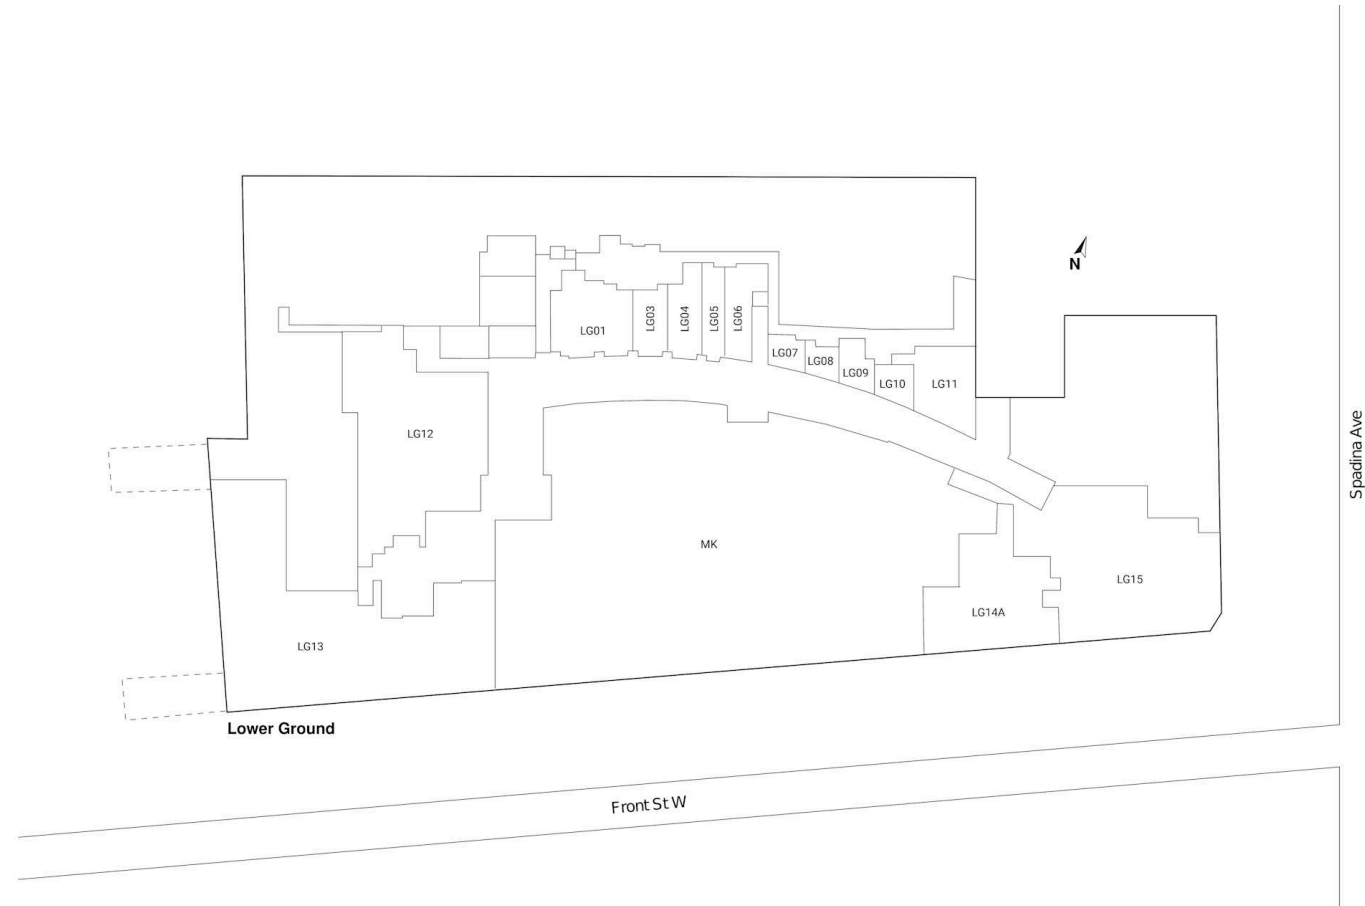 N
LG01
LG03
LG04
LG05
LG06
LG07
LG08
LG09
LG10
LG11
LG12
Spadina Ave
MK
LG15
LG14A
LG13
Lower Ground
Front St W